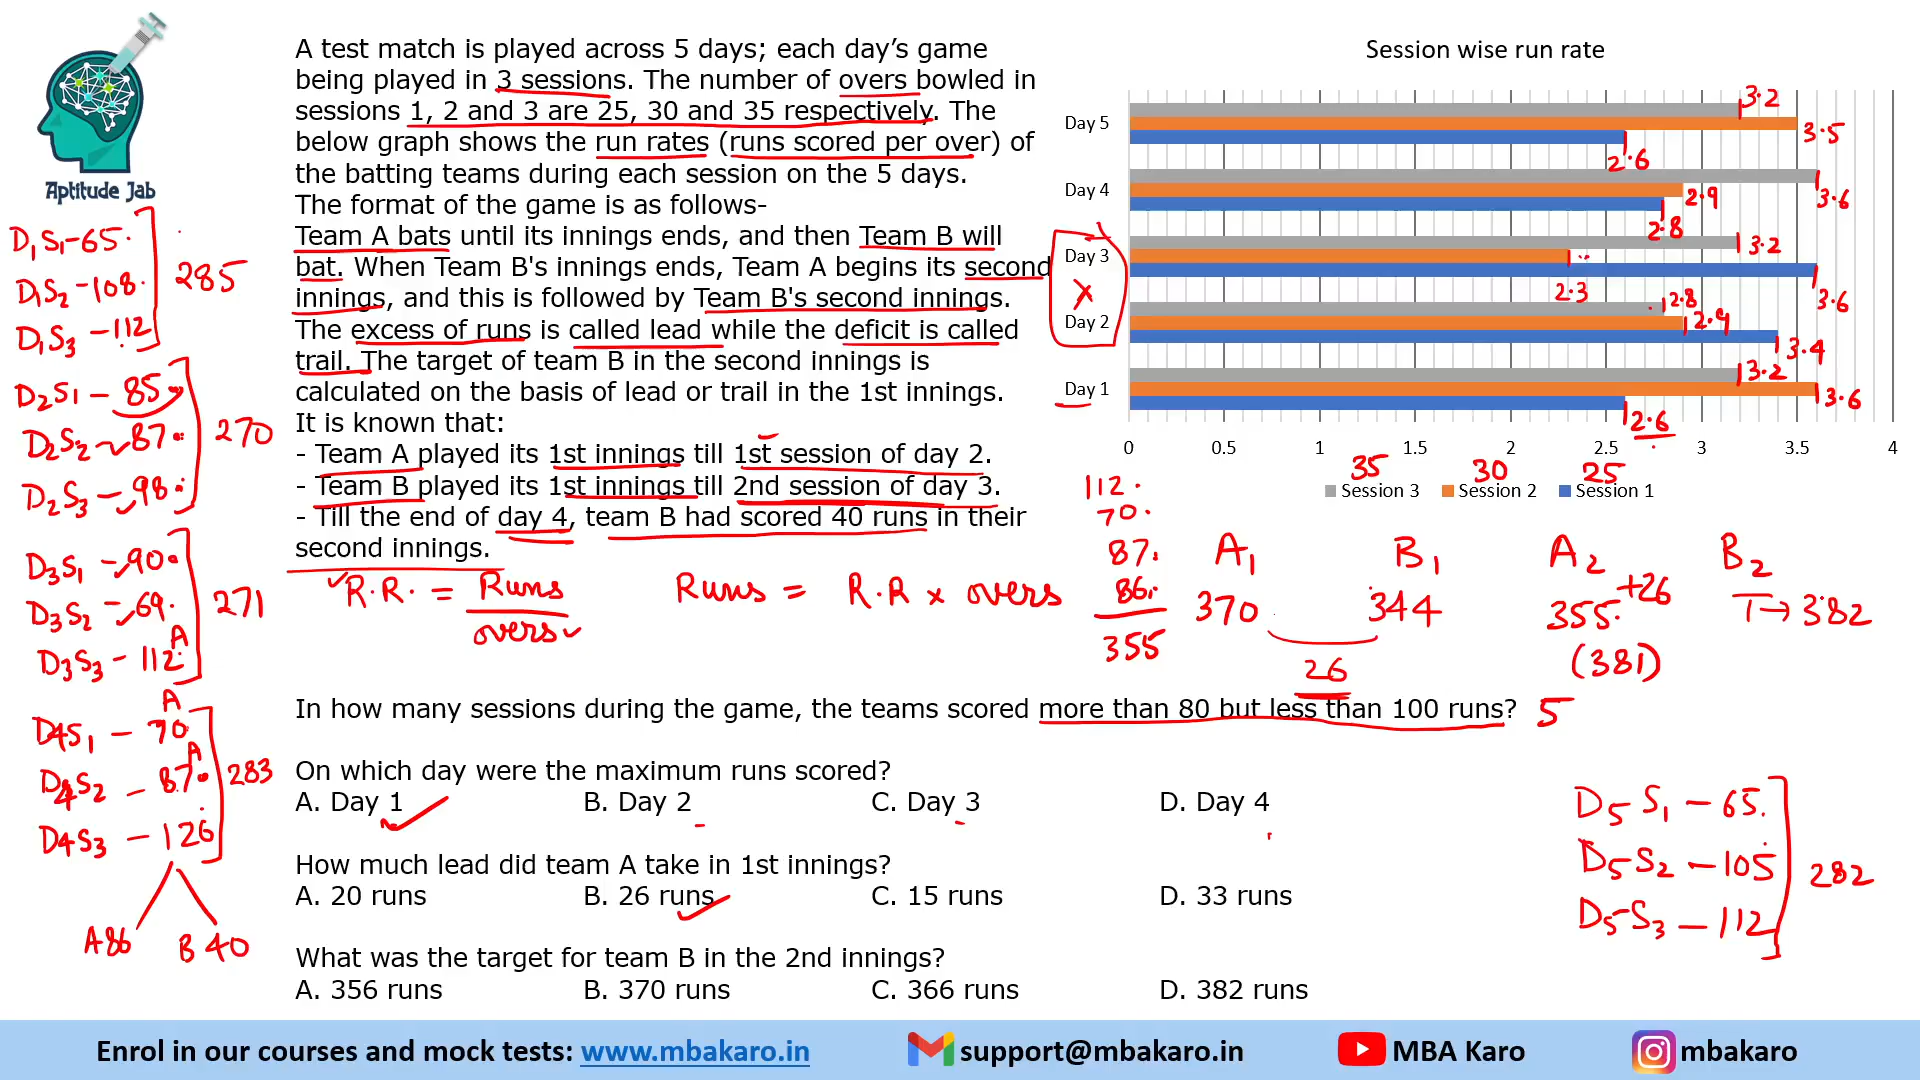 Aptitude Jab
A test match is played across 5 days; each day's game
being played in 3 sessions. The number of overs bowled in
sessions 1, 2 and 3 are 25, 30 and 35 respectively. The
below graph shows the run rates (runs scored per over) of
the batting teams during each session on the 5 days.
The format of the game is as follows-
Team A bats until its innings ends, and then Team B will
bat. When Team B's innings ends, Team A begins its second
innings, and this is followed by Team B's second innings.
The excess of runs is called lead while the deficit is called
trail. The target of team B in the second innings is
calculated on the basis of lead or trail in the 1st innings.
It is known that:
- Team A played its 1st innings till 1st session of day 2.
- Team B played its 1st innings till 2nd session of day 3.
- Till the end of day 4, team B had scored 40 runs in their
second innings.
R.R. = Runs / overs
Runs = R.R x overs
Session wise run rate
Day 5
3.2
3.5
2.6
Day 4
3.6
2.9
2.8
Day 3
3.2
2.3
3.6
X
Day 2
2.8
2.9
3.4
Day 1
3.2
3.6
2.6
0 0.5 1 1.5 2 2.5 3 3.5 4
35 30 25
Session 3 Session 2 Session 1
D1S1-65
D1S2-108
D1S3-112
285
D2S1-85
D2S2-87
D2S3-98
270
D3S1-90
D3S2-69
D3S3-112 A
271
D4S1-70 A
D4S2-87 A
D4S3-126
283
A86 B 40
112
70
87
86
355
A1 B1 A2 B2
370 344 355+26 T→382
26 (381)
In how many sessions during the game, the teams scored more than 80 but less than 100 runs? 5
On which day were the maximum runs scored?
A. Day 1 B. Day 2 C. Day 3 D. Day 4
How much lead did team A take in 1st innings?
A. 20 runs B. 26 runs C. 15 runs D. 33 runs
What was the target for team B in the 2nd innings?
A. 356 runs B. 370 runs C. 366 runs D. 382 runs
D5S1-65
D5S2-105
D5S3-112
282
Enrol in our courses and mock tests: www.mbakaro.in support@mbakaro.in MBA Karo mbakaro